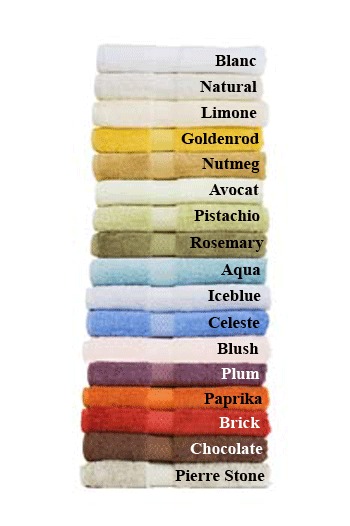 Blanc
Natural
Limone
Goldenrod
Nutmeg
Avocat
Pistachio
Rosemary
Aqua
Iceblue
Celeste
Blush
Plum
Paprika
Brick
Chocolate
Pierre Stone